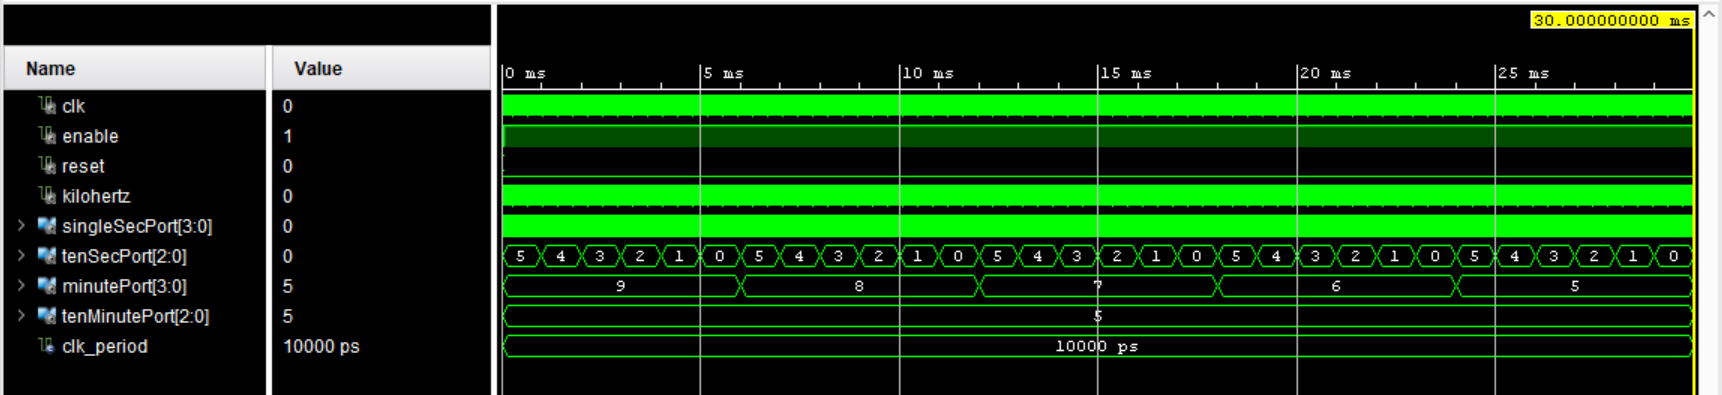 30.000000000 ms
Name Value
0 ms 5 ms 10 ms 15 ms 20 ms 25 ms
clk 0
enable 1
reset 0
kilohertz 0
singleSecPort[3:0] 0
tenSecPort[2:0] 0 5 4 3 2 1 0 5 4 3 2 1 0 5 4 3 2 1 0 5 4 3 2 1 0 5 4 3 2 1 0
minutePort[3:0] 5 9 8 7 6 5
tenMinutePort[2:0] 5 5
clk_period 10000 ps 10000 ps